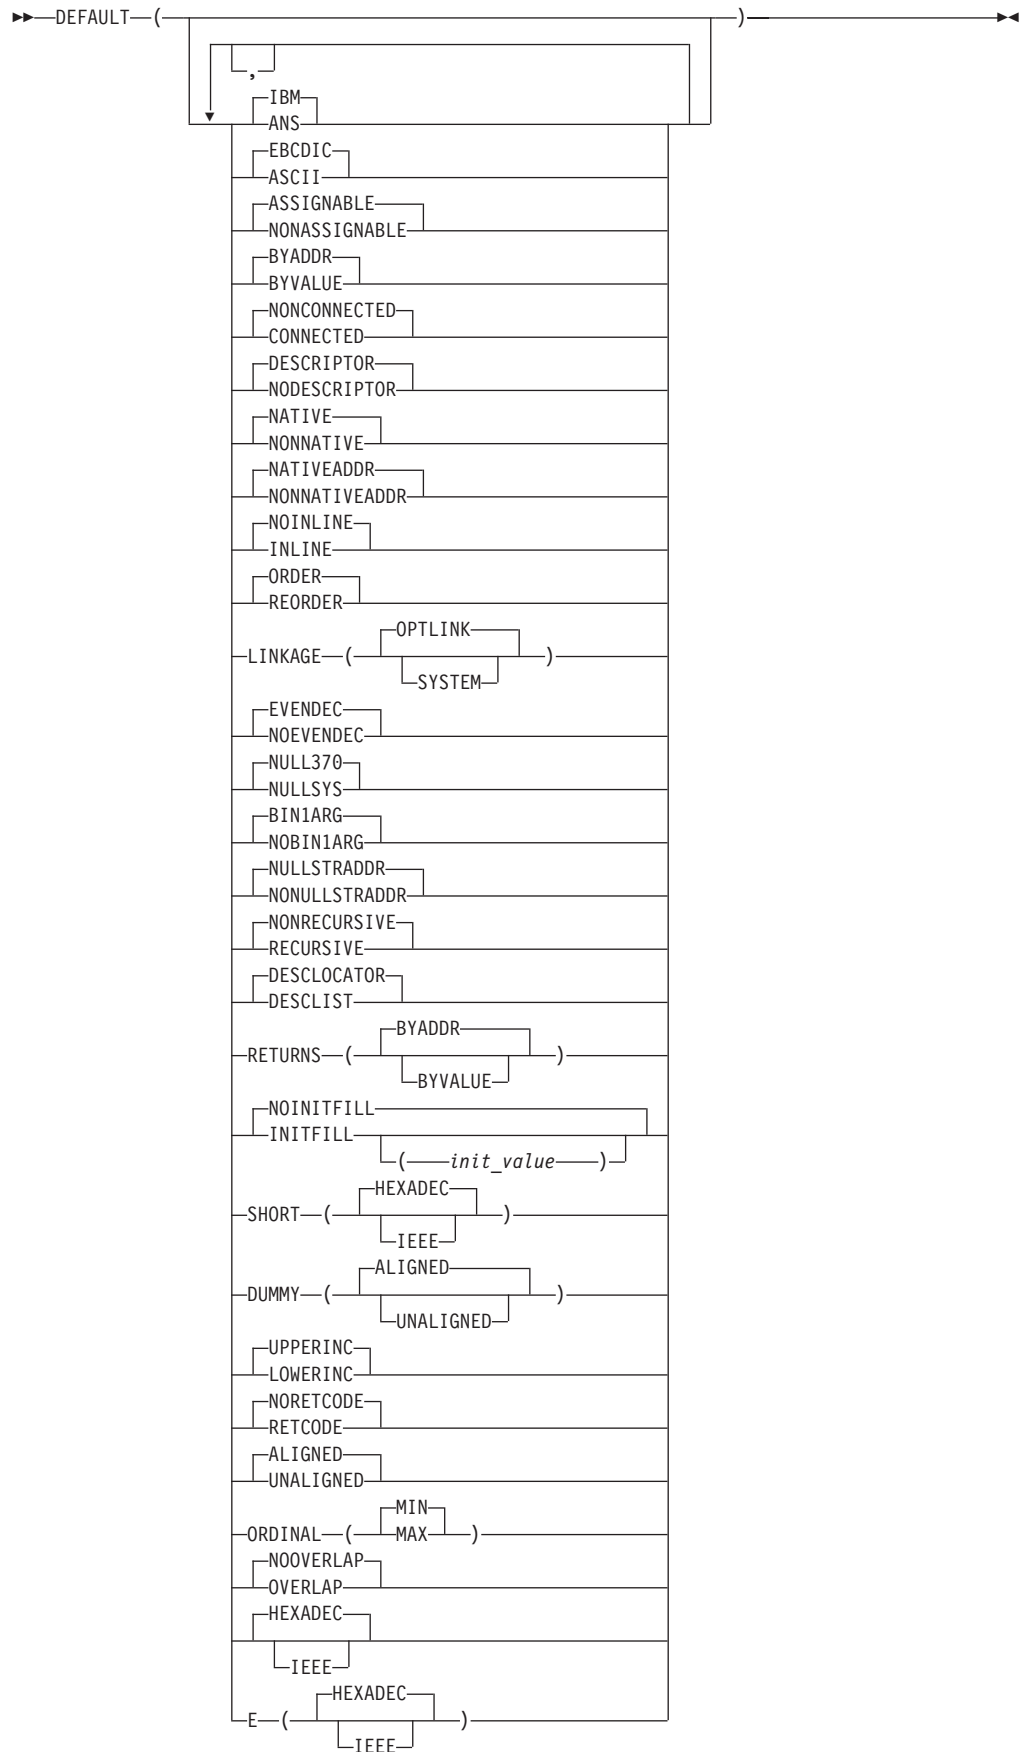 DEFAULT ( )
,
IBM
ANS
EBCDIC
ASCII
ASSIGNABLE
NONASSIGNABLE
BYADDR
BYVALUE
NONCONNECTED
CONNECTED
DESCRIPTOR
NODESCRIPTOR
NATIVE
NONNATIVE
NATIVEADDR
NONNATIVEADDR
NOINLINE
INLINE
ORDER
REORDER
OPTLINK
LINKAGE ( )
SYSTEM
EVENDEC
NOEVENDEC
NULL370
NULLSYS
BIN1ARG
NOBIN1ARG
NULLSTRADDR
NONULLSTRADDR
NONRECURSIVE
RECURSIVE
DESCLOCATOR
DESCLIST
BYADDR
RETURNS ( )
BYVALUE
NOINITFILL
INITFILL
( init_value )
HEXADEC
SHORT ( )
IEEE
ALIGNED
DUMMY ( )
UNALIGNED
UPPERINC
LOWERINC
NORETCODE
RETCODE
ALIGNED
UNALIGNED
MIN
ORDINAL ( MAX )
NOOVERLAP
OVERLAP
HEXADEC
IEEE
HEXADEC
E ( )
IEEE